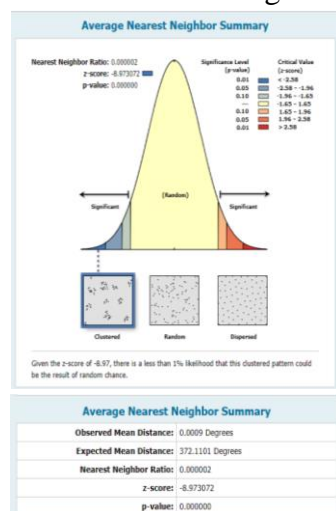 Average Nearest Neighbor Summary
Nearest Neighbor Ratio: 0.000002
z-score: -8.973072
p-value: 0.000000
Significance Level
(p-value)
Critical Value
(z-score)
0.01 < -2.58
0.05 -2.58 - -1.96
0.10 -1.96 - -1.65
— -1.65 - 1.65
0.10 1.65 - 1.96
0.05 1.96 - 2.58
0.01 > 2.58
Significant
(Random)
Significant
Clustered
Random
Dispersed
Given the z-score of -8.97, there is a less than 1% likelihood that this clustered pattern could
be the result of random chance.
Average Nearest Neighbor Summary
Observed Mean Distance: 0.0009 Degrees
Expected Mean Distance: 372.1101 Degrees
Nearest Neighbor Ratio: 0.000002
z-score: -8.973072
p-value: 0.000000